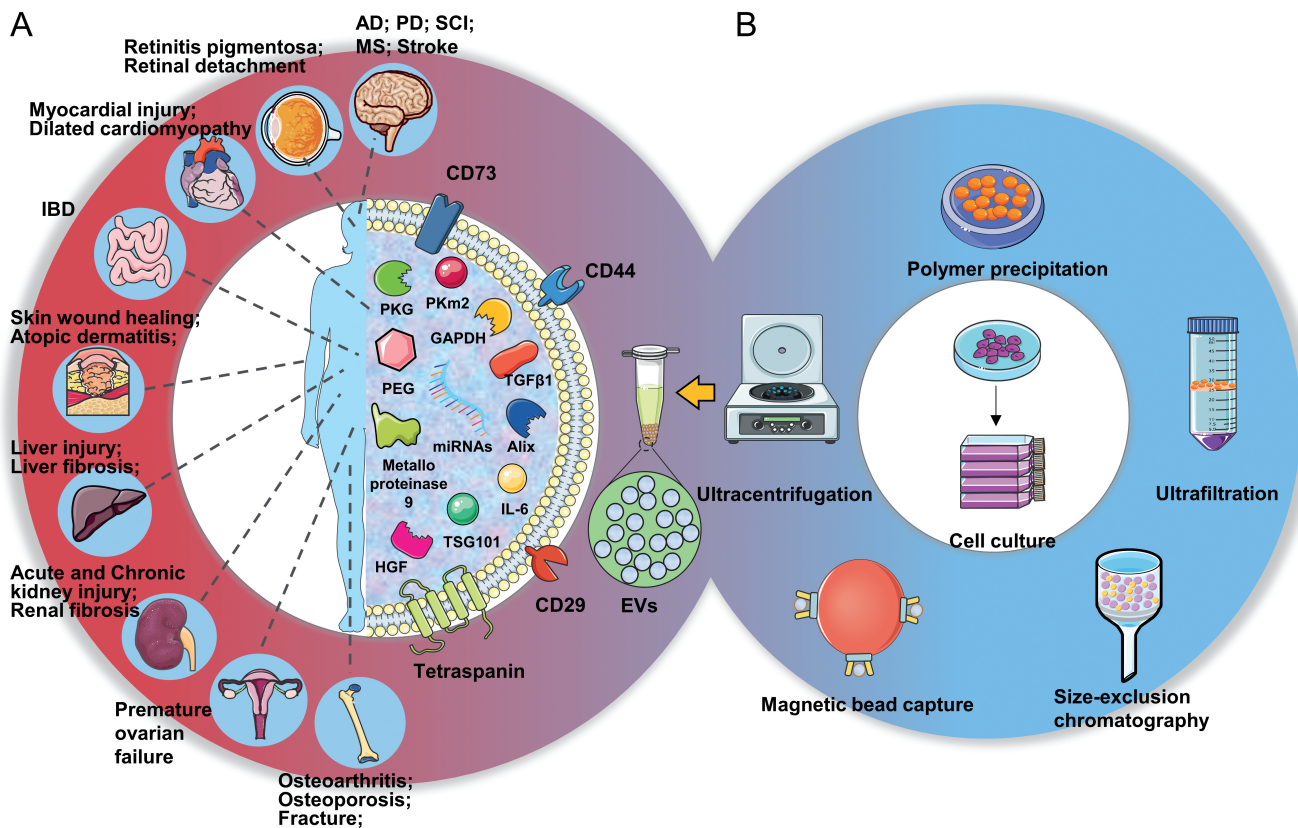 A
AD; PD; SCI;
MS; Stroke
Retinitis pigmentosa;
Retinal detachment
Myocardial injury;
Dilated cardiomyopathy
IBD
Skin wound healing;
Atopic dermatitis;
Liver injury;
Liver fibrosis;
Acute and Chronic
kidney injury;
Renal fibrosis
Premature
ovarian
failure
Osteoarthritis;
Osteoporosis;
Fracture;
CD73
CD44
PKG
PKm2
GAPDH
PEG
TGFβ1
miRNAs
Alix
Metallo
proteinase
9
IL-6
TSG101
HGF
CD29
Tetraspanin
EVs
B
Polymer precipitation
Ultracentrifugation
Cell culture
Ultrafiltration
Magnetic bead capture
Size-exclusion
chromatography